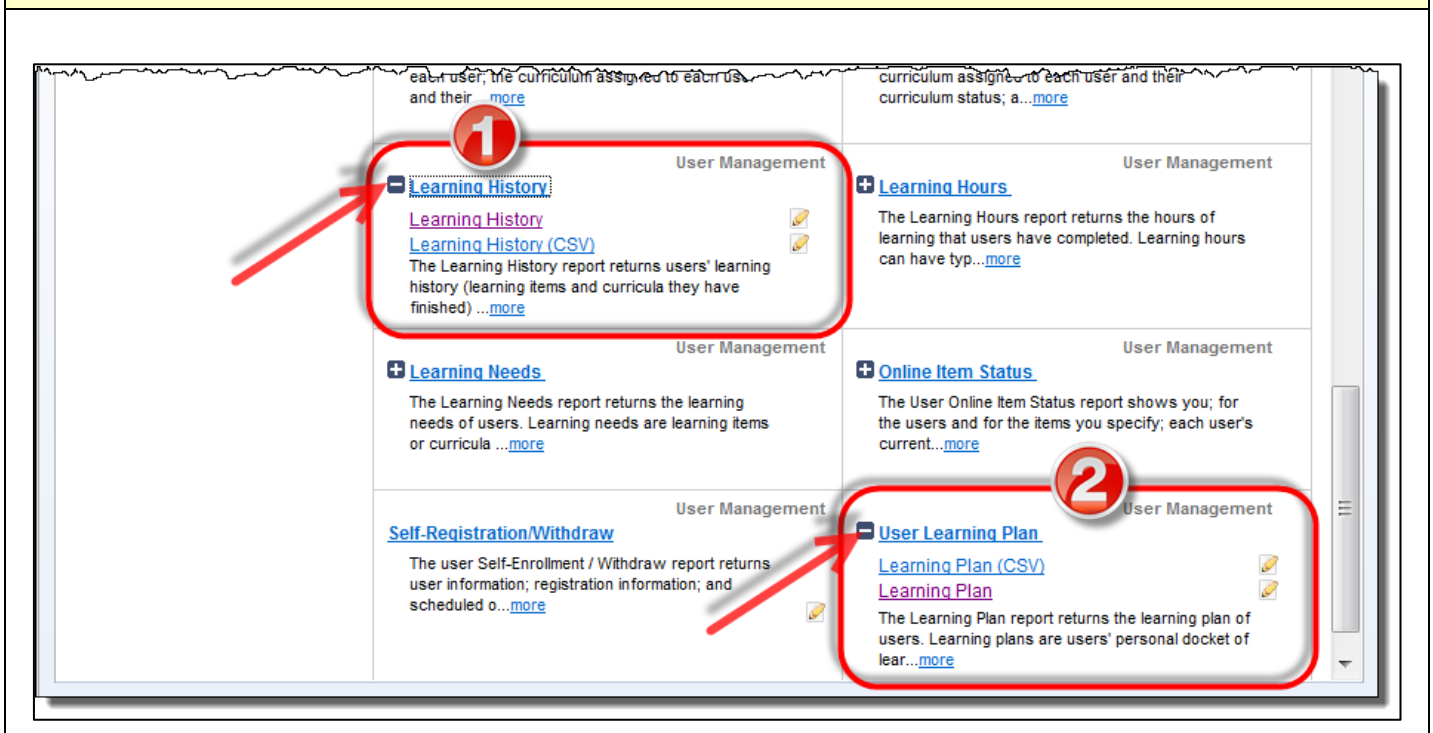 each user; the curriculum assigned to each user
and their ...more
curriculum assigned to each user and their
curriculum status; a...more
1
User Management
Learning History
Learning History
Learning History (CSV)
The Learning History report returns users' learning
history (learning items and curricula they have
finished) ...more
User Management
Learning Hours
The Learning Hours report returns the hours of
learning that users have completed. Learning hours
can have typ...more
User Management
Learning Needs
The Learning Needs report returns the learning
needs of users. Learning needs are learning items
or curricula ...more
User Management
Online Item Status
The User Online Item Status report shows you; for
the users and for the items you specify; each user's
current...more
User Management
Self-Registration/Withdraw
The user Self-Enrollment / Withdraw report returns
user information; registration information; and
scheduled o...more
2
User Management
User Learning Plan
Learning Plan (CSV)
Learning Plan
The Learning Plan report returns the learning plan of
users. Learning plans are users' personal docket of
lear...more